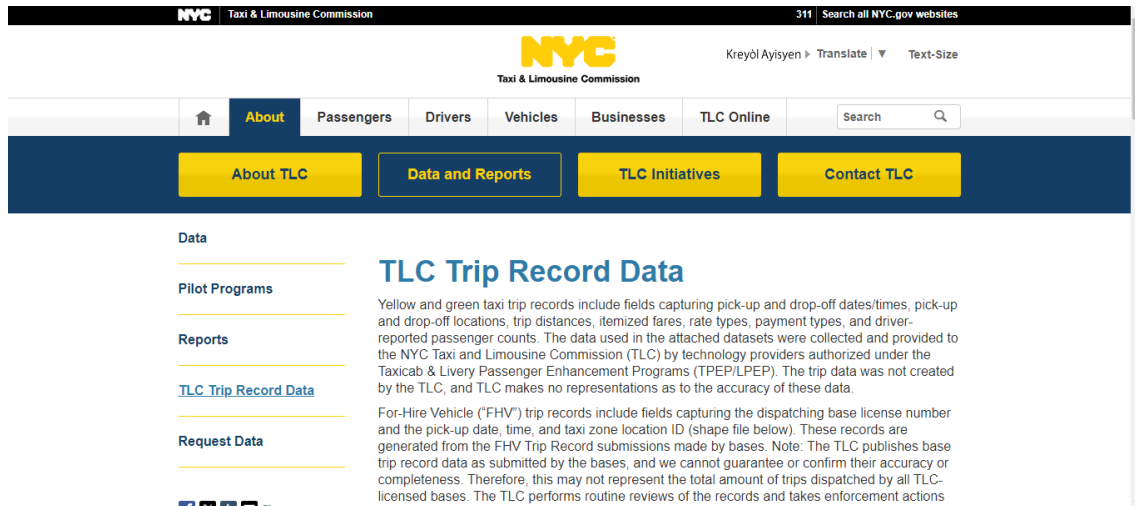 NYC Taxi & Limousine Commission 311 Search all NYC.gov websites
NYC
Taxi & Limousine Commission
Kreyòl Ayisyen Translate Text-Size
About Passengers Drivers Vehicles Businesses TLC Online Search
About TLC Data and Reports TLC Initiatives Contact TLC
Data
Pilot Programs
Reports
TLC Trip Record Data
Request Data
TLC Trip Record Data
Yellow and green taxi trip records include fields capturing pick-up and drop-off dates/times, pick-up
and drop-off locations, trip distances, itemized fares, rate types, payment types, and driver-
reported passenger counts. The data used in the attached datasets were collected and provided to
the NYC Taxi and Limousine Commission (TLC) by technology providers authorized under the
Taxicab & Livery Passenger Enhancement Programs (TPEP/LPEP). The trip data was not created
by the TLC, and TLC makes no representations as to the accuracy of these data.
For-Hire Vehicle (“FHV”) trip records include fields capturing the dispatching base license number
and the pick-up date, time, and taxi zone location ID (shape file below). These records are
generated from the FHV Trip Record submissions made by bases. Note: The TLC publishes base
trip record data as submitted by the bases, and we cannot guarantee or confirm their accuracy or
completeness. Therefore, this may not represent the total amount of trips dispatched by all TLC-
licensed bases. The TLC performs routine reviews of the records and takes enforcement actions